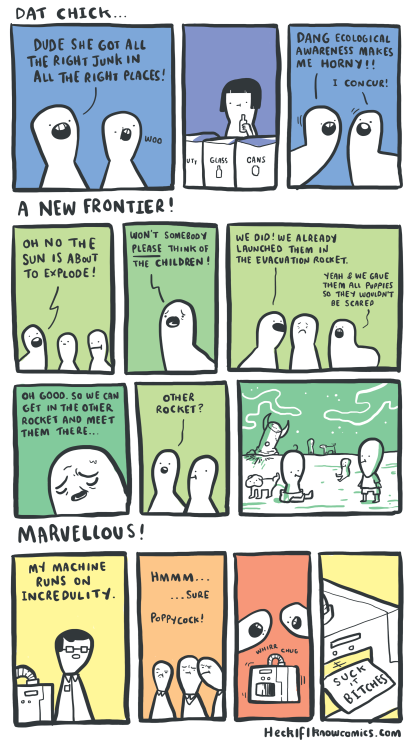 DAT CHICK...
DUDE SHE GOT ALL
THE RIGHT JUNK IN
ALL THE RIGHT PLACES!
WOO
UTY
GLASS
CANS
DANG ECOLOGICAL
AWARENESS MAKES
ME HORNY!!
I CONCUR!
A NEW FRONTIER!
OH NO THE
SUN IS ABOUT
TO EXPLODE!
WON'T SOMEBODY
PLEASE THINK OF
THE CHILDREN!
WE DID! WE ALREADY
LAUNCHED THEM IN
THE EVACUATION ROCKET.
YEAH & WE GAVE
THEM ALL PUPPIES
SO THEY WOULDN'T
BE SCARED
OH GOOD. SO WE CAN
GET IN THE OTHER
ROCKET AND MEET
THEM THERE...
OTHER
ROCKET?
MARVELLOUS!
MY MACHINE
RUNS ON
INCREDULITY.
HMMM...
...SURE
POPPYCOCK!
WHIRR CHUG
SUCK
IT
BITCHES
HeckIfIknowcomics.com